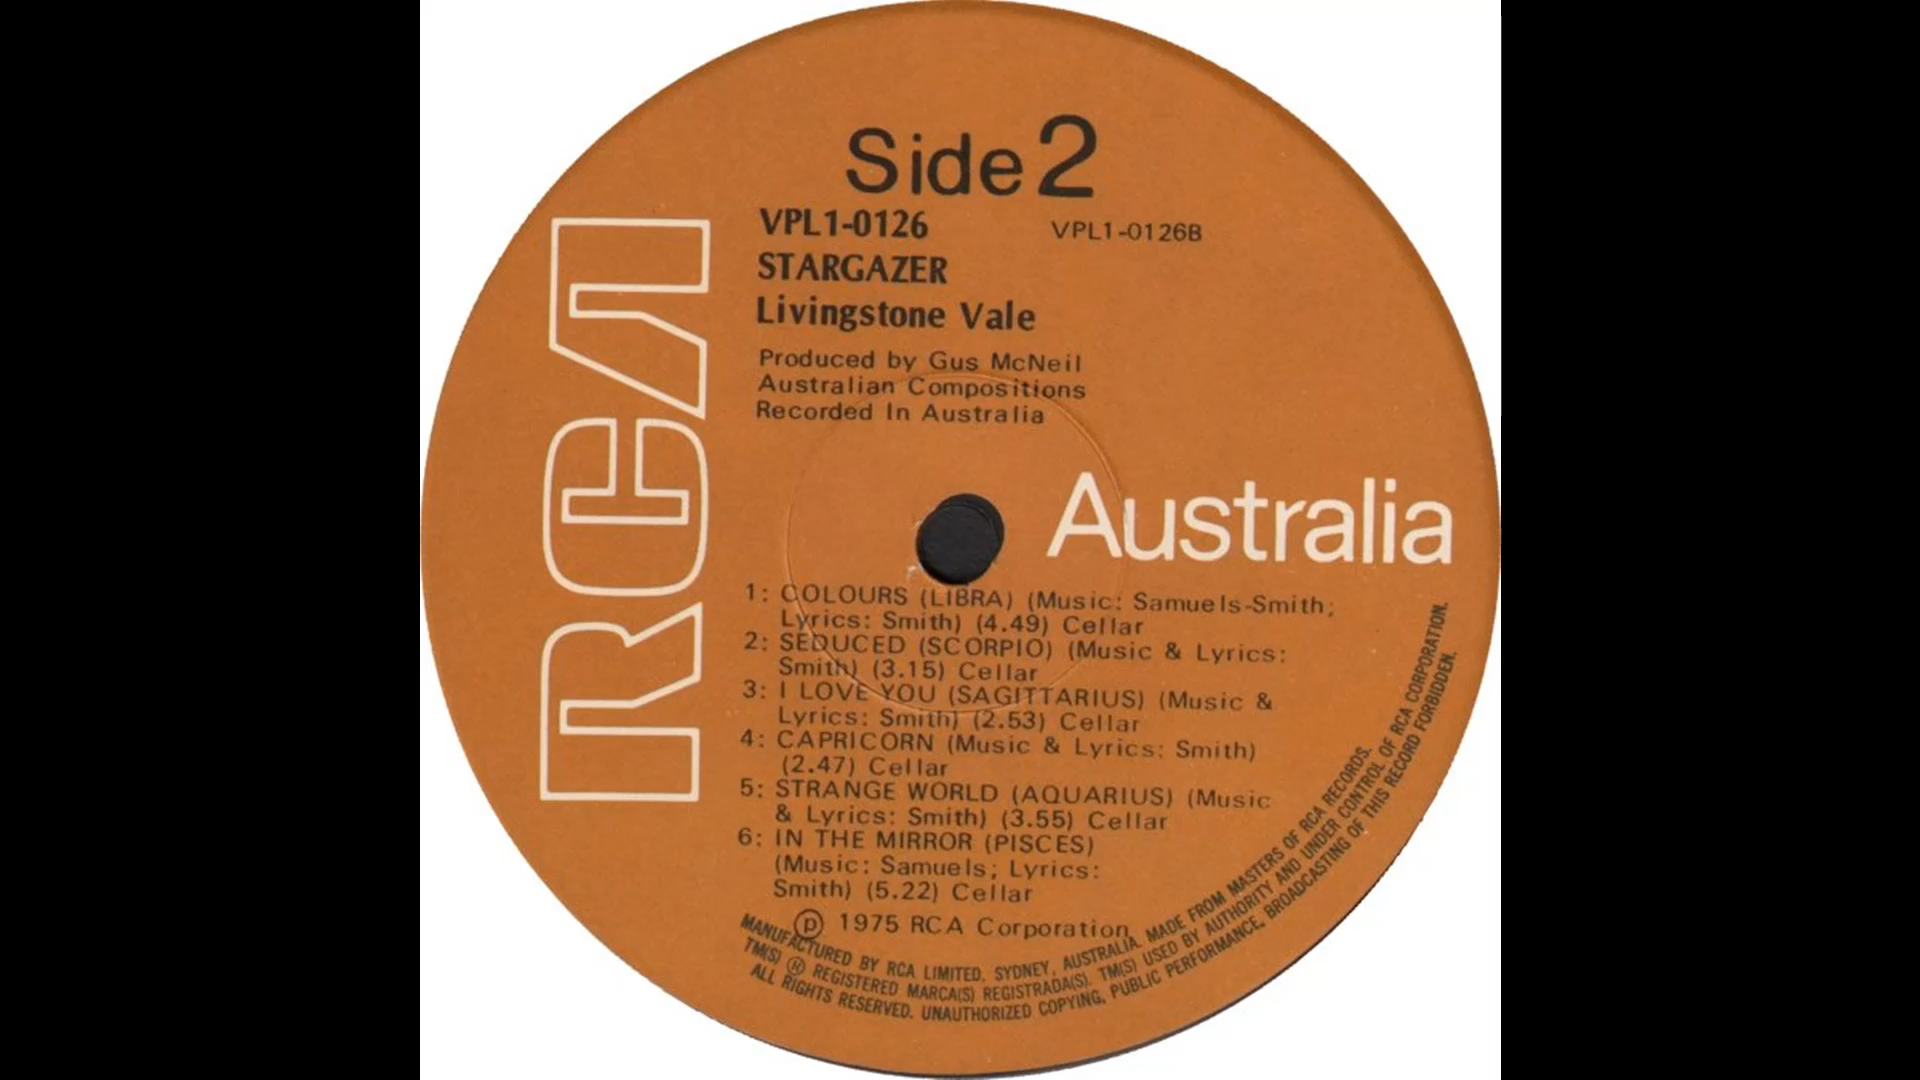 Side 2
VPL1-0126 VPL1-0126B
STARGAZER
Livingstone Vale
Produced by Gus McNeil
Australian Compositions
Recorded In Australia
RCA
Australia
1: COLOURS (LIBRA) (Music: Samuels-Smith;
Lyrics: Smith) (4.49) Cellar
2: SEDUCED (SCORPIO) (Music & Lyrics:
Smith) (3.15) Cellar
3: I LOVE YOU (SAGITTARIUS) (Music &
Lyrics: Smith) (2.53) Cellar
4: CAPRICORN (Music & Lyrics: Smith)
(2.47) Cellar
5: STRANGE WORLD (AQUARIUS) (Music
& Lyrics: Smith) (3.55) Cellar
6: IN THE MIRROR (PISCES)
(Music: Samuels; Lyrics:
Smith) (5.22) Cellar
℗ 1975 RCA Corporation
MANUFACTURED BY RCA LIMITED, SYDNEY, AUSTRALIA. MADE FROM MASTERS OF RCA RECORDS.
TM(S) ® REGISTERED MARCA(S) REGISTRADA(S). TM(S) USED BY AUTHORITY AND UNDER CONTROL OF RCA CORPORATION.
ALL RIGHTS RESERVED. UNAUTHORIZED COPYING, PUBLIC PERFORMANCE, BROADCASTING OF THIS RECORD FORBIDDEN.